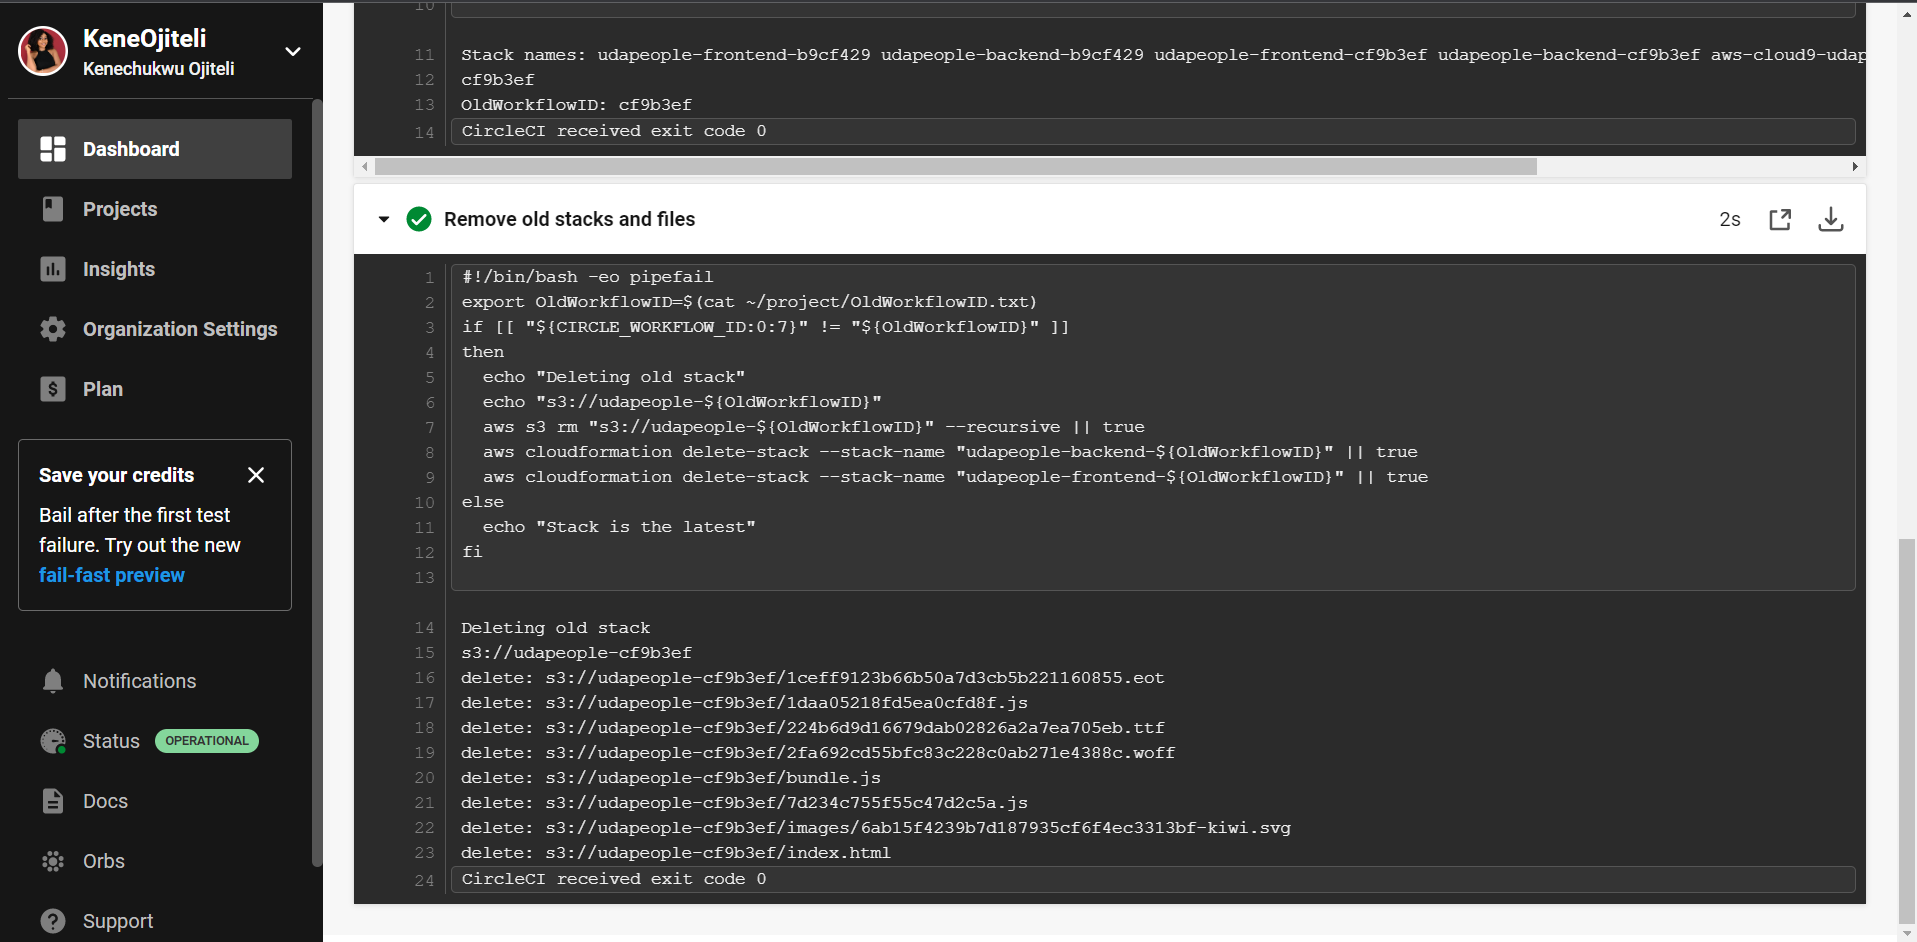 KeneOjiteli
Kenechukwu Ojiteli
Dashboard
Projects
Insights
Organization Settings
Plan
Save your credits
Bail after the first test
failure. Try out the new
fail-fast preview
Notifications
Status OPERATIONAL
Docs
Orbs
Support
10
11 Stack names: udapeople-frontend-b9cf429 udapeople-backend-b9cf429 udapeople-frontend-cf9b3ef udapeople-backend-cf9b3ef aws-cloud9-udap
12 cf9b3ef
13 OldWorkflowID: cf9b3ef
14 CircleCI received exit code 0
Remove old stacks and files 2s
1 #!/bin/bash -eo pipefail
2 export OldWorkflowID=$(cat ~/project/OldWorkflowID.txt)
3 if [[ "${CIRCLE_WORKFLOW_ID:0:7}" != "${OldWorkflowID}" ]]
4 then
5 echo "Deleting old stack"
6 echo "s3://udapeople-${OldWorkflowID}"
7 aws s3 rm "s3://udapeople-${OldWorkflowID}" --recursive || true
8 aws cloudformation delete-stack --stack-name "udapeople-backend-${OldWorkflowID}" || true
9 aws cloudformation delete-stack --stack-name "udapeople-frontend-${OldWorkflowID}" || true
10 else
11 echo "Stack is the latest"
12 fi
13
14 Deleting old stack
15 s3://udapeople-cf9b3ef
16 delete: s3://udapeople-cf9b3ef/1ceff9123b66b50a7d3cb5b221160855.eot
17 delete: s3://udapeople-cf9b3ef/1daa05218fd5ea0cfd8f.js
18 delete: s3://udapeople-cf9b3ef/224b6d9d16679dab02826a2a7ea705eb.ttf
19 delete: s3://udapeople-cf9b3ef/2fa692cd55bfc83c228c0ab271e4388c.woff
20 delete: s3://udapeople-cf9b3ef/bundle.js
21 delete: s3://udapeople-cf9b3ef/7d234c755f55c47d2c5a.js
22 delete: s3://udapeople-cf9b3ef/images/6ab15f4239b7d187935cf6f4ec3313bf-kiwi.svg
23 delete: s3://udapeople-cf9b3ef/index.html
24 CircleCI received exit code 0